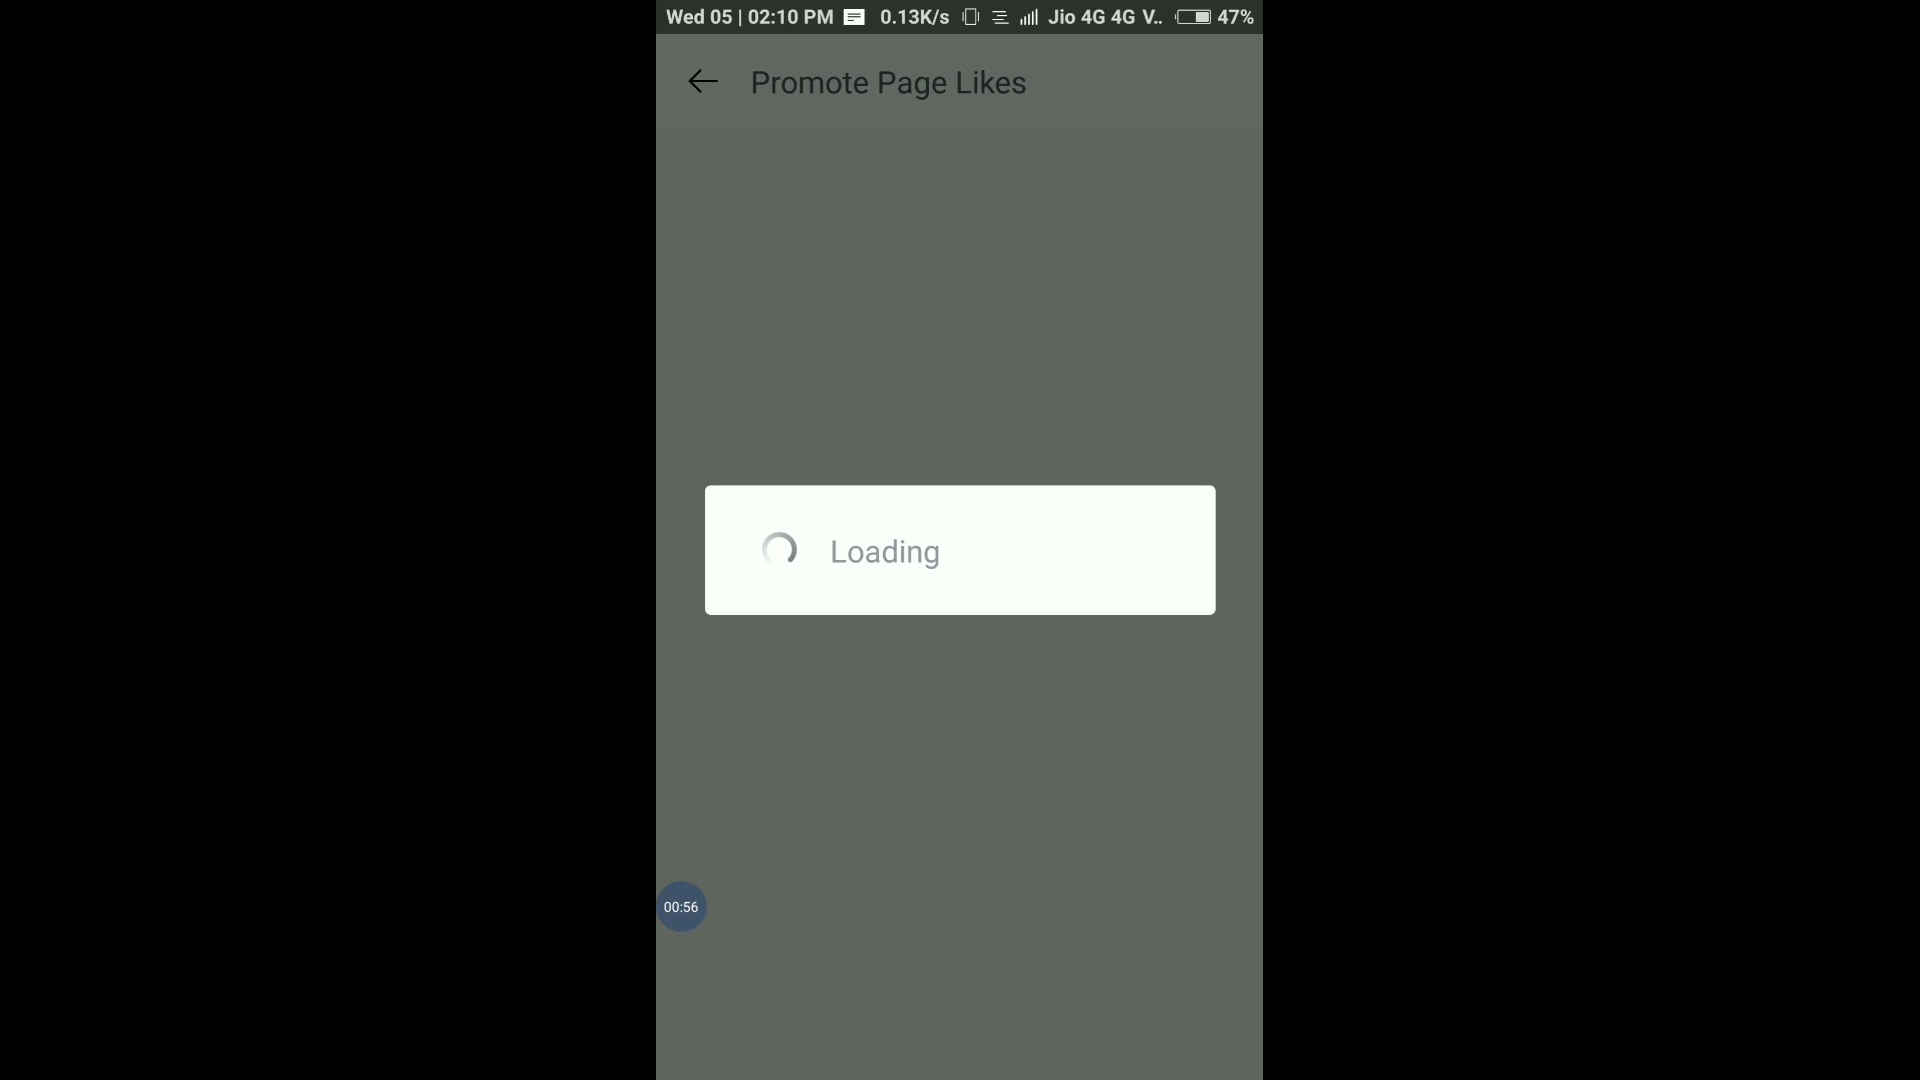 Wed 05 | 02:10 PM 0.13K/s Jio 4G 4G V.. 47%
Promote Page Likes
Loading
00:56